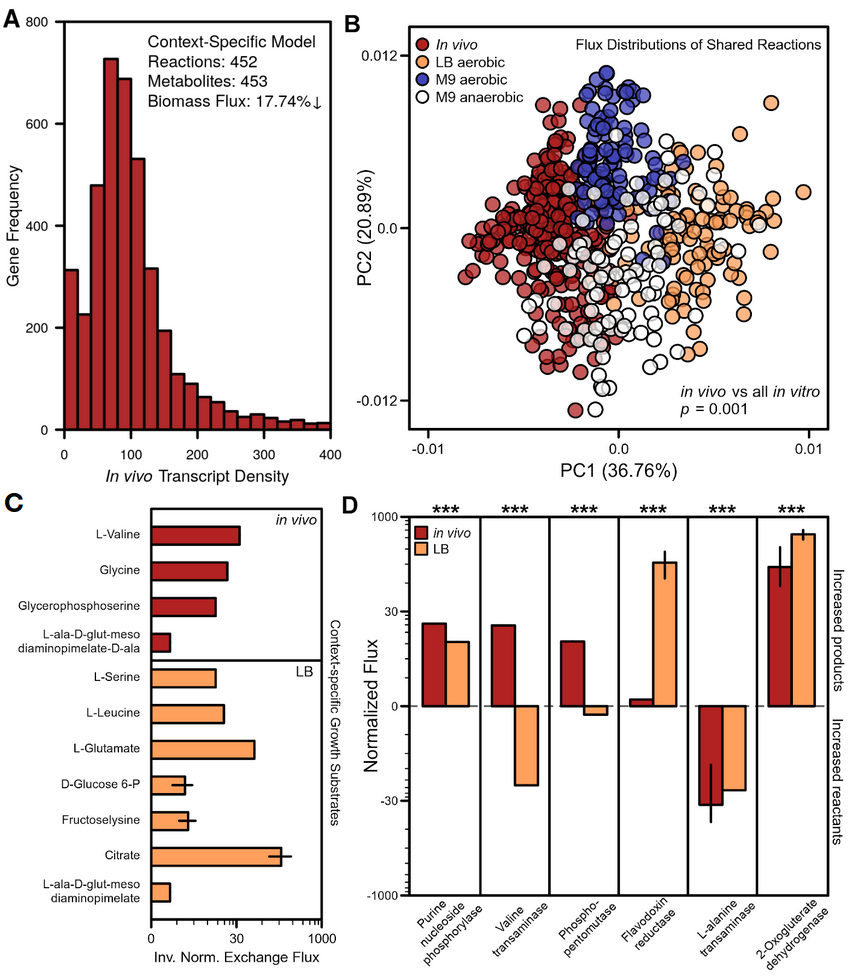 A
800
600
400
200
0
Gene Frequency
Context-Specific Model
Reactions: 452
Metabolites: 453
Biomass Flux: 17.74%↓
0
100
200
300
400
In vivo Transcript Density
B
In vivo
LB aerobic
M9 aerobic
M9 anaerobic
Flux Distributions of Shared Reactions
0.012
0.0
-0.012
PC2 (20.89%)
in vivo vs all in vitro
p = 0.001
-0.01
0.0
0.01
PC1 (36.76%)
C
in vivo
L-Valine
Glycine
Glycerophosphoserine
L-ala-D-glut-meso
diaminopimelate-D-ala
LB
L-Serine
L-Leucine
L-Glutamate
D-Glucose 6-P
Fructoselysine
Citrate
L-ala-D-glut-meso
diaminopimelate
Context-specific Growth Substrates
0
30
1000
Inv. Norm. Exchange Flux
D
*** *** *** *** *** ***
in vivo
LB
1000
30
0
-30
-1000
Normalized Flux
Increased products
Increased reactants
Purine
nucleoside
phosphorylase
Valine
transaminase
Phospho-
pentomutase
Flavodoxin
reductase
L-alanine
transaminase
2-Oxogluterate
dehydrogenase